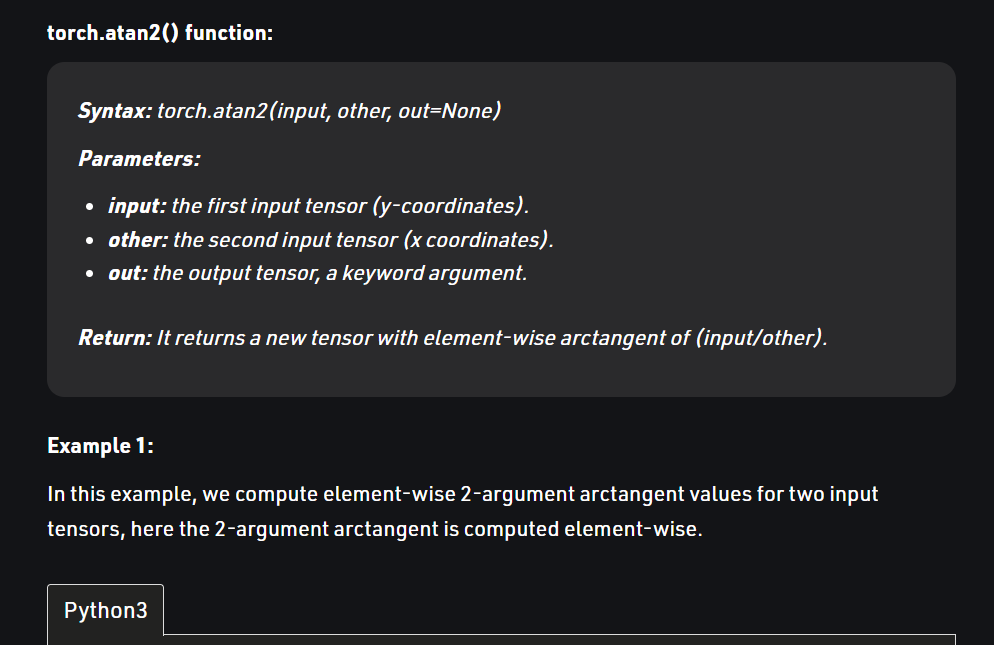 torch.atan2() function:
Syntax: torch.atan2(input, other, out=None)
Parameters:
• input: the first input tensor (y-coordinates).
• other: the second input tensor (x coordinates).
• out: the output tensor, a keyword argument.
Return: It returns a new tensor with element-wise arctangent of (input/other).
Example 1:
In this example, we compute element-wise 2-argument arctangent values for two input
tensors, here the 2-argument arctangent is computed element-wise.
Python3